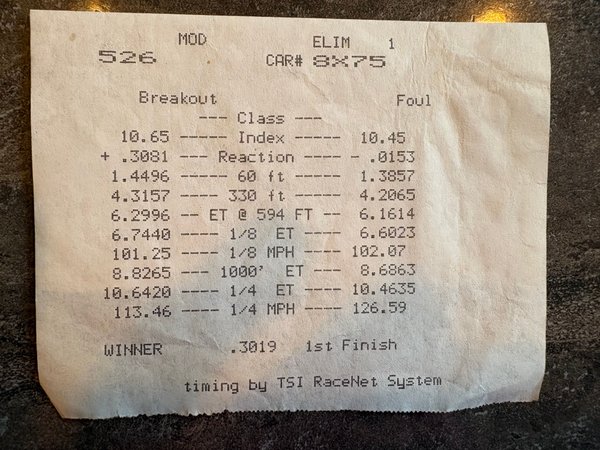 MOD ELIM 1
526 CAR# 8X75
Breakout Foul
--- Class ---
10.65 ----- Index ----- 10.45
+ .3081 --- Reaction ---- - .0153
1.4496 ----- 60 ft ----- 1.3857
4.3157 ---- 330 ft ---- 4.2065
6.2996 -- ET @ 594 FT -- 6.1614
6.7440 ---- 1/8 ET ---- 6.6023
101.25 ---- 1/8 MPH ---- 102.07
8.8265 --- 1000' ET --- 8.6863
10.6420 ---- 1/4 ET ---- 10.4635
113.46 ---- 1/4 MPH ---- 126.59
WINNER .3019 1st Finish
timing by TSI RaceNet System